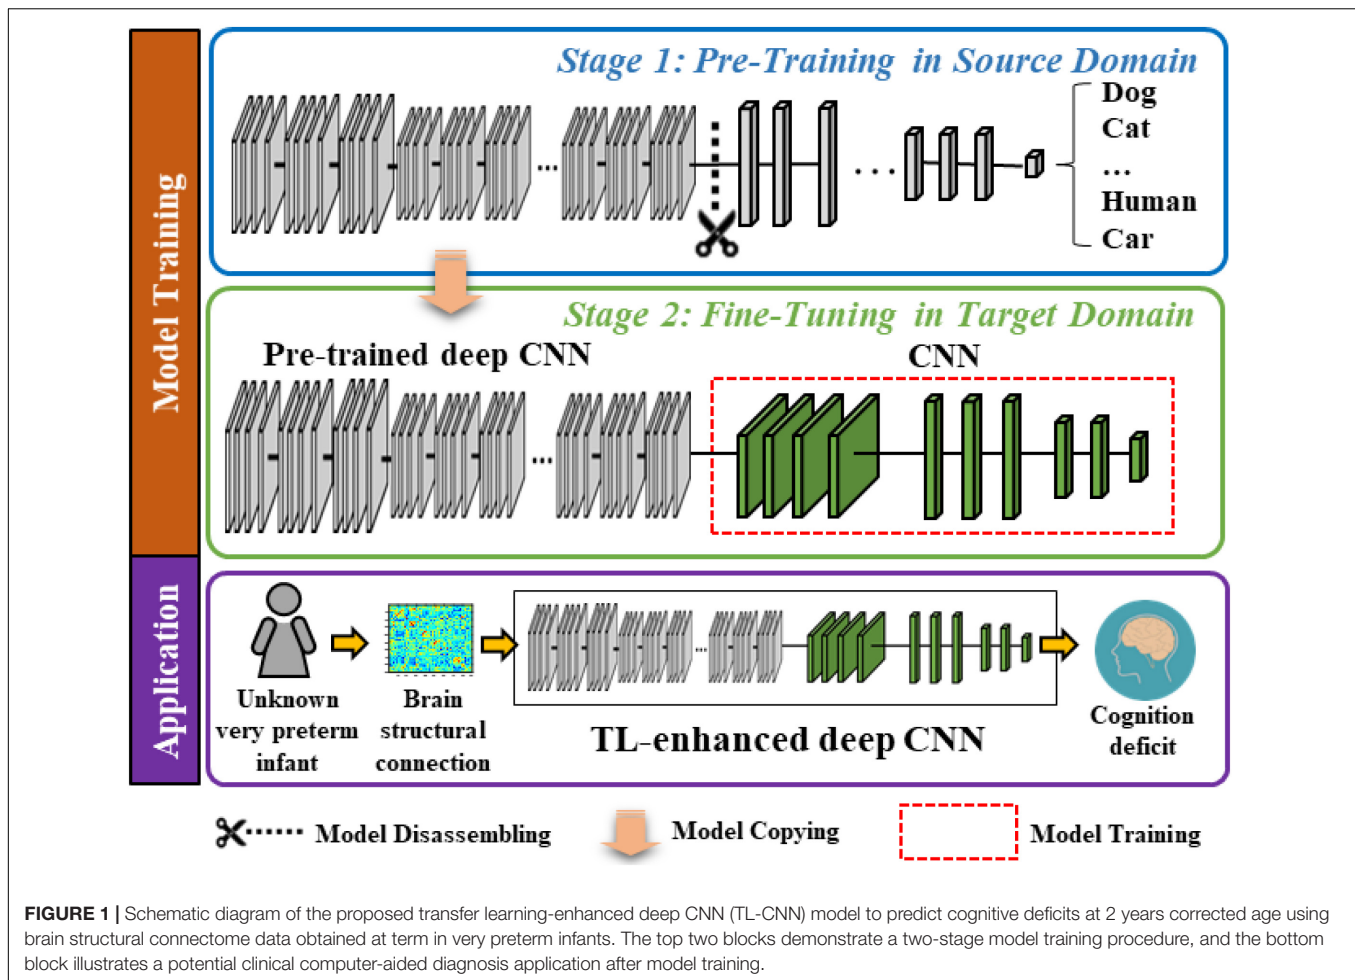 Stage 1: Pre-Training in Source Domain
Dog
Cat
...
Human
Car
...
...
Model Training
Stage 2: Fine-Tuning in Target Domain
Pre-trained deep CNN
CNN
...
Application
Unknown
very preterm
infant
Brain
structural
connection
...
TL-enhanced deep CNN
Cognition
deficit
Model Disassembling
Model Copying
Model Training
FIGURE 1 | Schematic diagram of the proposed transfer learning-enhanced deep CNN (TL-CNN) model to predict cognitive deficits at 2 years corrected age using
brain structural connectome data obtained at term in very preterm infants. The top two blocks demonstrate a two-stage model training procedure, and the bottom
block illustrates a potential clinical computer-aided diagnosis application after model training.